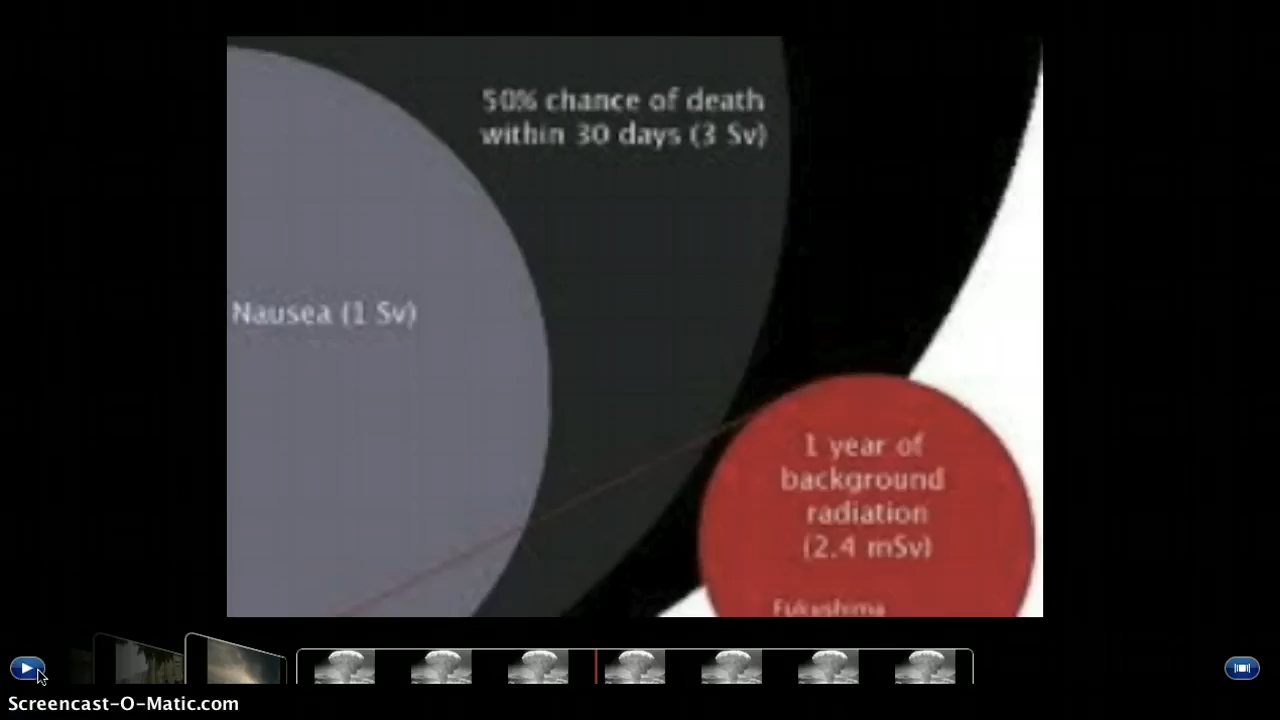 50% chance of death
within 30 days (3 Sv)
Nausea (1 Sv)
1 year of
background
radiation
(2.4 mSv)
Fukushima
Screencast-O-Matic.com